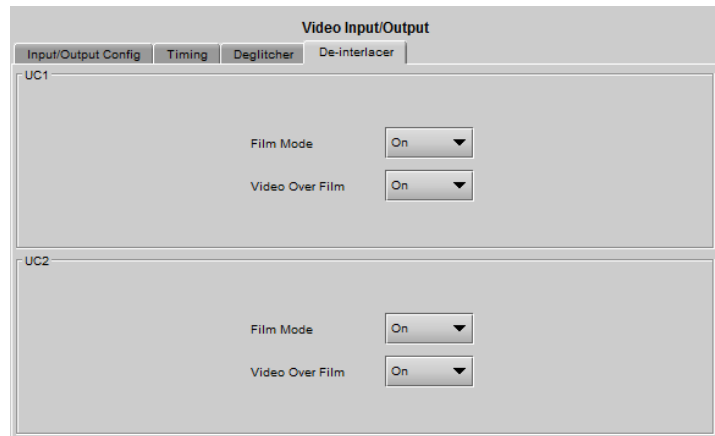 Video Input/Output
Input/Output Config Timing Deglitcher De-interlacer
UC1
Film Mode On
Video Over Film On
UC2
Film Mode On
Video Over Film On